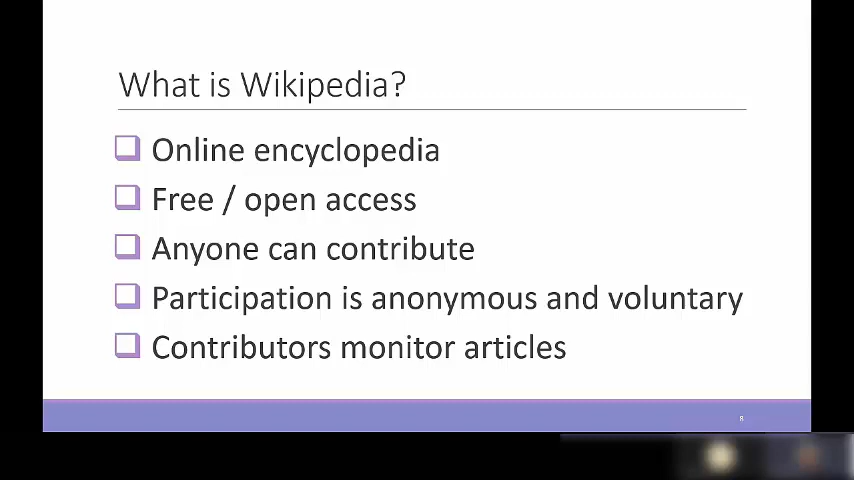 What is Wikipedia?
Online encyclopedia
Free / open access
Anyone can contribute
Participation is anonymous and voluntary
Contributors monitor articles
8